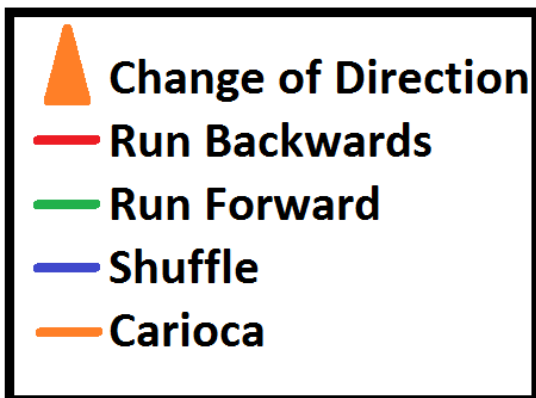 Change of Direction
Run Backwards
Run Forward
Shuffle
Carioca